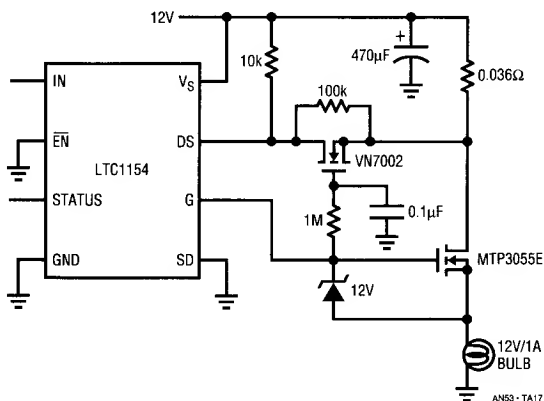 12V
+
470µF
10k
0.036Ω
100k
IN
VS
EN
DS
VN7002
LTC1154
STATUS
G
0.1µF
1M
MTP3055E
GND
SD
12V
12V/1A
BULB
AN53 • TA17